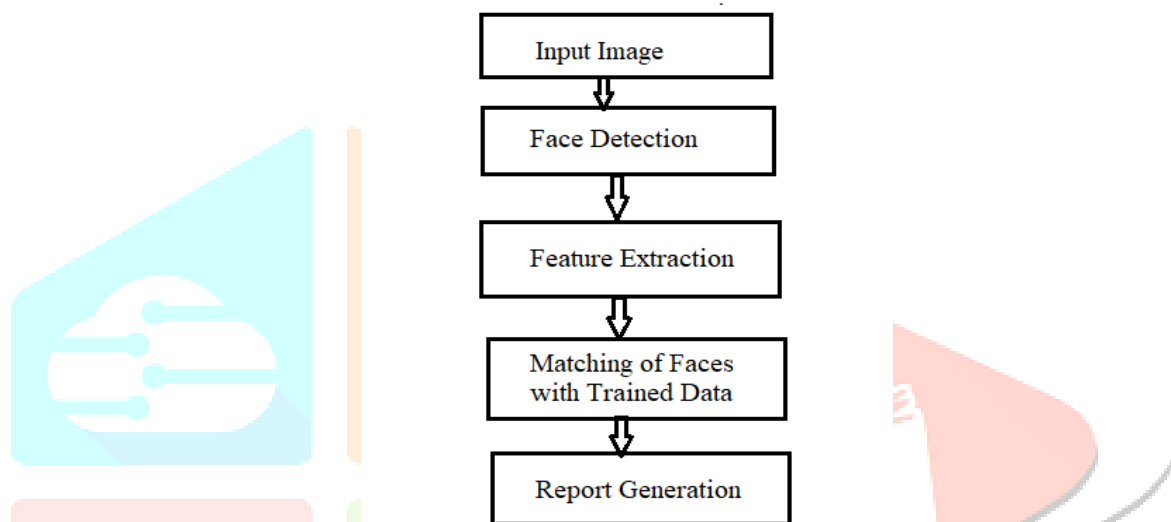 Input Image
Face Detection
Feature Extraction
Matching of Faces
with Trained Data
Report Generation